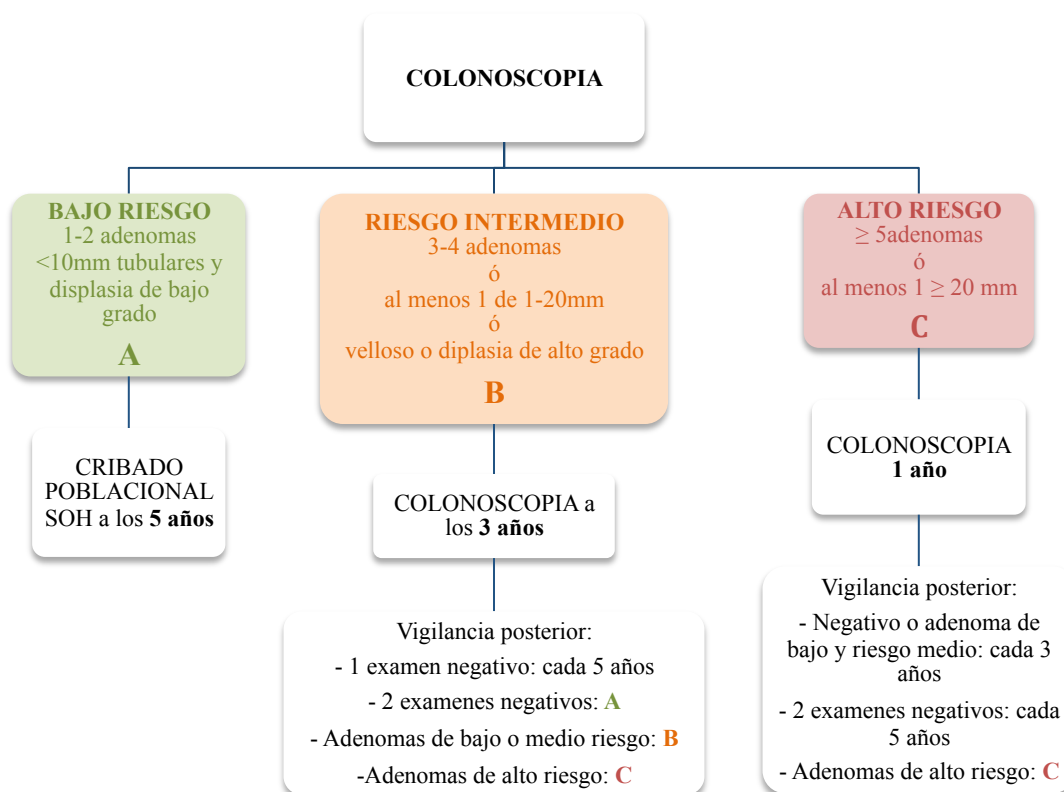 COLONOSCOPIA
BAJO RIESGO
1-2 adenomas
<10mm tubulares y
displasia de bajo
grado
A
CRIBADO
POBLACIONAL
SOH a los 5 años
RIESGO INTERMEDIO
3-4 adenomas
ó
al menos 1 de 1-20mm
ó
velloso o diplasia de alto grado
B
COLONOSCOPIA a
los 3 años
Vigilancia posterior:
- 1 examen negativo: cada 5 años
- 2 examenes negativos: A
- Adenomas de bajo o medio riesgo: B
-Adenomas de alto riesgo: C
ALTO RIESGO
≥ 5adenomas
ó
al menos 1 ≥ 20 mm
C
COLONOSCOPIA
1 año
Vigilancia posterior:
- Negativo o adenoma de
bajo y riesgo medio: cada 3
años
- 2 examenes negativos: cada
5 años
- Adenomas de alto riesgo: C